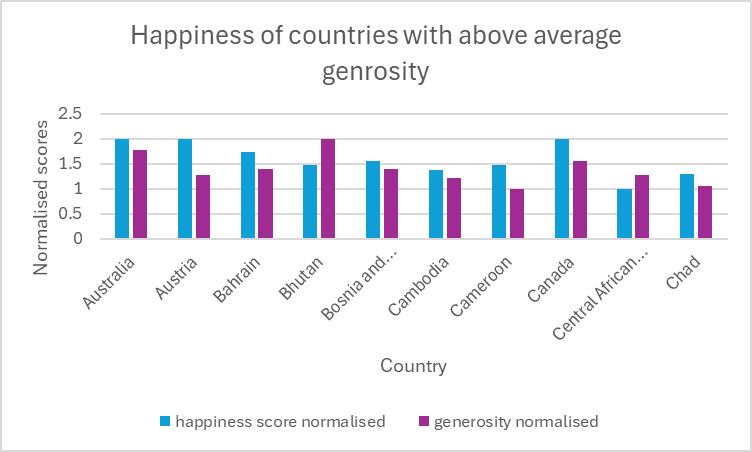 Happiness of countries with above average
genrosity
Normalised scores
2.5
2
1.5
1
0.5
0
Australia
Austria
Bahrain
Bhutan
Bosnia and...
Cambodia
Cameroon
Canada
Central African...
Chad
Country
happiness score normalised
generosity normalised